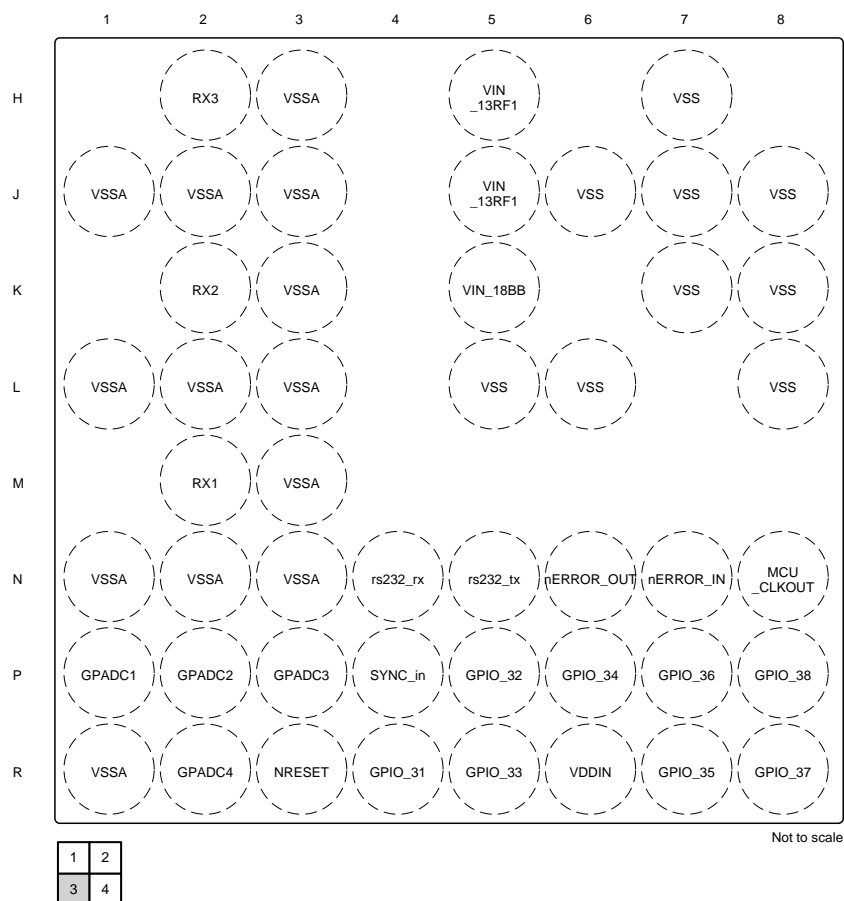 1 2 3 4 5 6 7 8
H RX3 VSSA VIN _13RF1 VSS
J VSSA VSSA VSSA VIN _13RF1 VSS VSS VSS
K RX2 VSSA VIN_18BB VSS VSS
L VSSA VSSA VSSA VSS VSS VSS
M RX1 VSSA
N VSSA VSSA VSSA rs232_rx rs232_tx nERROR_OUT nERROR_IN MCU _CLKOUT
P GPADC1 GPADC2 GPADC3 SYNC_in GPIO_32 GPIO_34 GPIO_36 GPIO_38
R VSSA GPADC4 NRESET GPIO_31 GPIO_33 VDDIN GPIO_35 GPIO_37
Not to scale
1 2
3 4